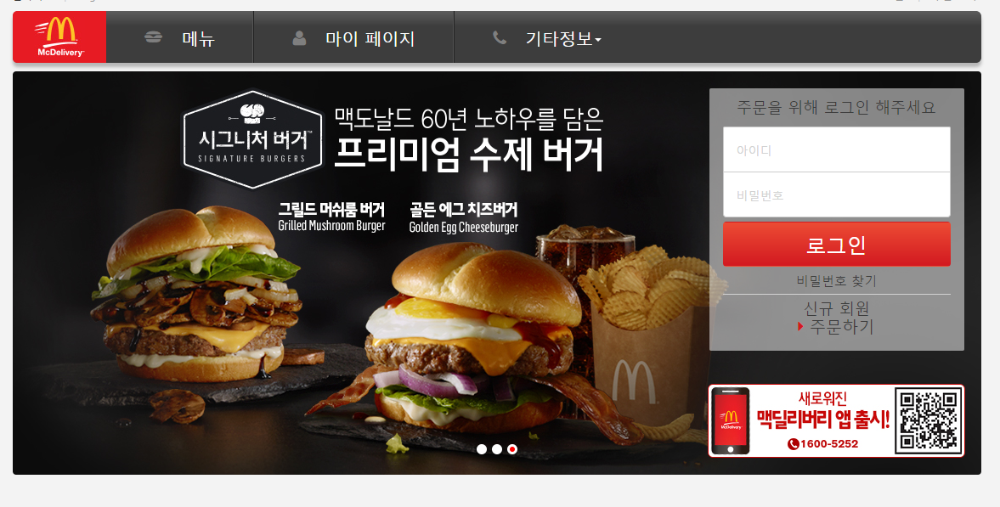 McDelivery
메뉴
마이 페이지
기타정보
시그니처 버거™
SIGNATURE BURGERS
맥도날드 60년 노하우를 담은
프리미엄 수제 버거
그릴드 머쉬룸 버거
Grilled Mushroom Burger
골든 에그 치즈버거
Golden Egg Cheeseburger
주문을 위해 로그인 해주세요
아이디
비밀번호
로그인
비밀번호 찾기
신규 회원
주문하기
McDelivery
새로워진
맥딜리버리 앱 출시!
1600-5252